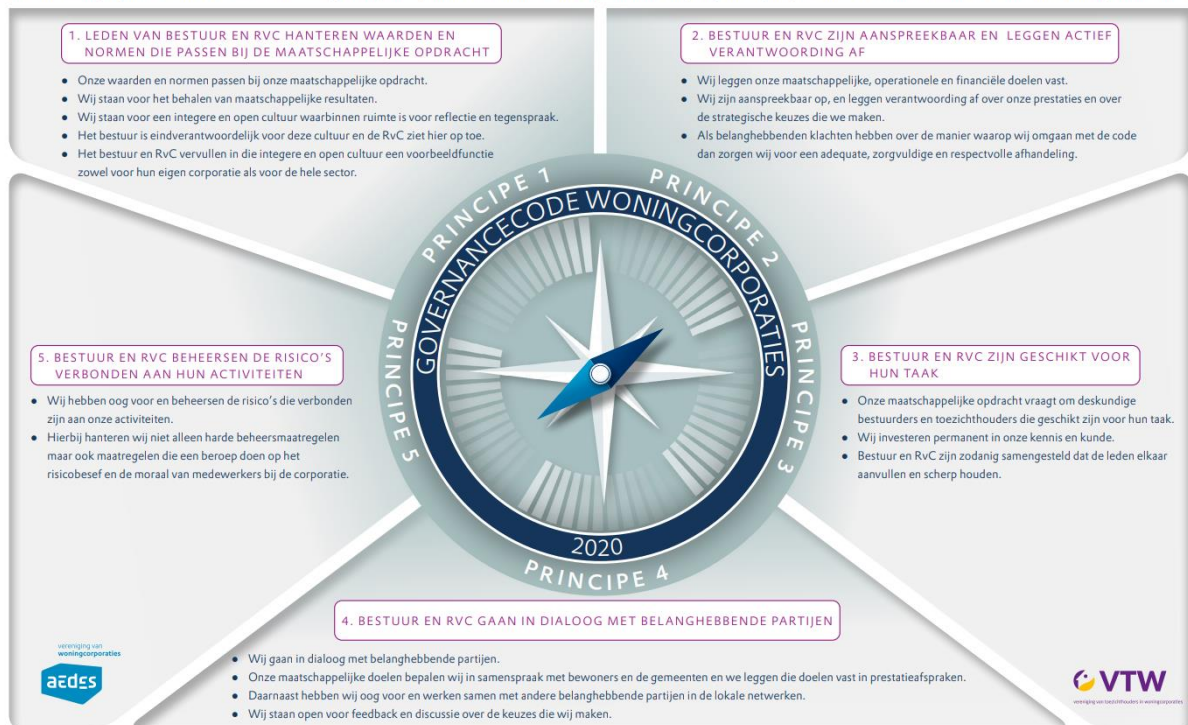 1. LEDEN VAN BESTUUR EN RVC HANTEREN WAARDEN EN
NORMEN DIE PASSEN BIJ DE MAATSCHAPPELIJKE OPDRACHT
● Onze waarden en normen passen bij onze maatschappelijke opdracht.
● Wij staan voor het behalen van maatschappelijke resultaten.
● Wij staan voor een integere en open cultuur waarbinnen ruimte is voor reflectie en tegenspraak.
● Het bestuur is eindverantwoordelijk voor deze cultuur en de RvC ziet hier op toe.
● Het bestuur en RvC vervullen in die integere en open cultuur een voorbeeldfunctie
zowel voor hun eigen corporatie als voor de hele sector.
2. BESTUUR EN RVC ZIJN AANSPREEKBAAR EN LEGGEN ACTIEF
VERANTWOORDING AF
● Wij leggen onze maatschappelijke, operationele en financiële doelen vast.
● Wij zijn aanspreekbaar op, en leggen verantwoording af over onze prestaties en over
de strategische keuzes die we maken.
● Als belanghebbenden klachten hebben over de manier waarop wij omgaan met de code
dan zorgen wij voor een adequate, zorgvuldige en respectvolle afhandeling.
PRINCIPE 1
PRINCIPE 2
PRINCIPE 3
PRINCIPE 4
PRINCIPE 5
GOVERNANCECODE WONINGCORPORATIES
2020
3. BESTUUR EN RVC ZIJN GESCHIKT VOOR
HUN TAAK
● Onze maatschappelijke opdracht vraagt om deskundige
bestuurders en toezichthouders die geschikt zijn voor hun taak.
● Wij investeren permanent in onze kennis en kunde.
● Bestuur en RvC zijn zodanig samengesteld dat de leden elkaar
aanvullen en scherp houden.
4. BESTUUR EN RVC GAAN IN DIALOOG MET BELANGHEBBENDE PARTIJEN
● Wij gaan in dialoog met belanghebbende partijen.
● Onze maatschappelijke doelen bepalen wij in samenspraak met bewoners en de gemeenten en we leggen die doelen vast in prestatieafspraken.
● Daarnaast hebben wij oog voor en werken samen met andere belanghebbende partijen in de lokale netwerken.
● Wij staan open voor feedback en discussie over de keuzes die wij maken.
5. BESTUUR EN RVC BEHEERSEN DE RISICO'S
VERBONDEN AAN HUN ACTIVITEITEN
● Wij hebben oog voor en beheersen de risico's die verbonden
zijn aan onze activiteiten.
● Hierbij hanteren wij niet alleen harde beheersmaatregelen
maar ook maatregelen die een beroep doen op het
risicobesef en de moraal van medewerkers bij de corporatie.
vereniging van
woningcorporaties
aedes
VTW
vereniging van toezichthouders in woningcorporaties